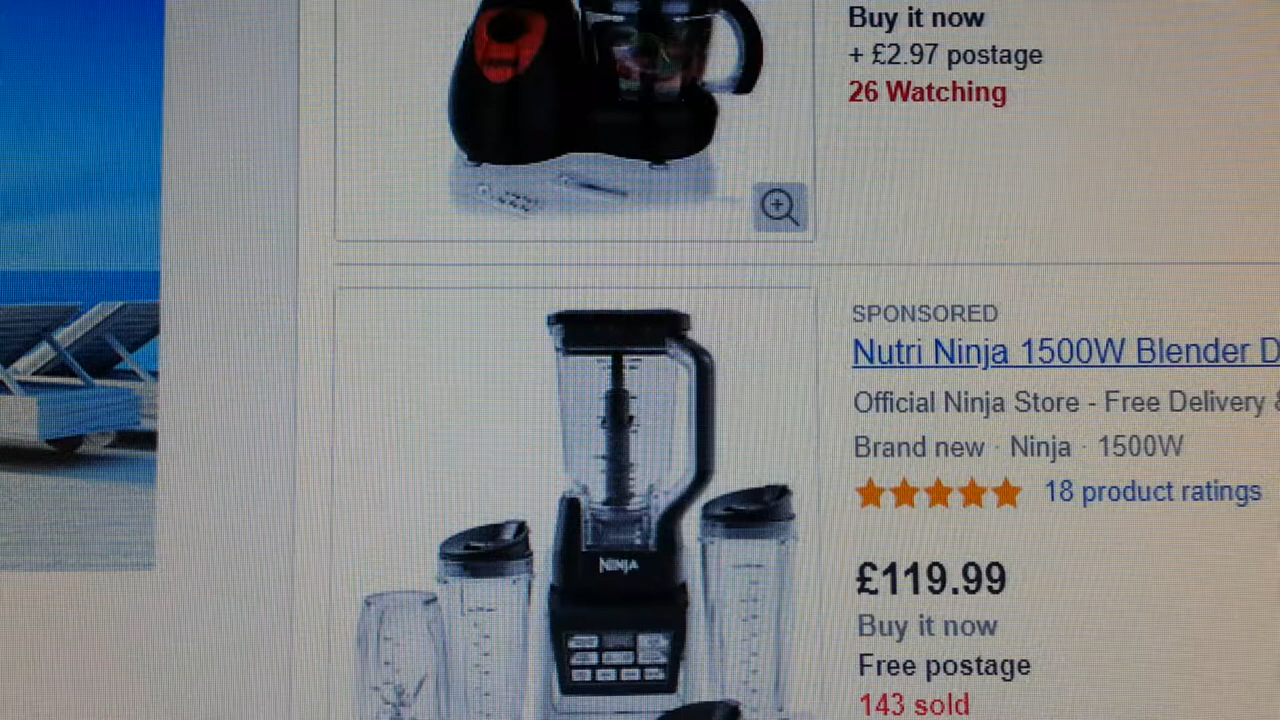 Buy it now
+ £2.97 postage
26 Watching
SPONSORED
Nutri Ninja 1500W Blender D
Official Ninja Store - Free Delivery &
Brand new · Ninja · 1500W
18 product ratings
£119.99
Buy it now
Free postage
143 sold
NINJA